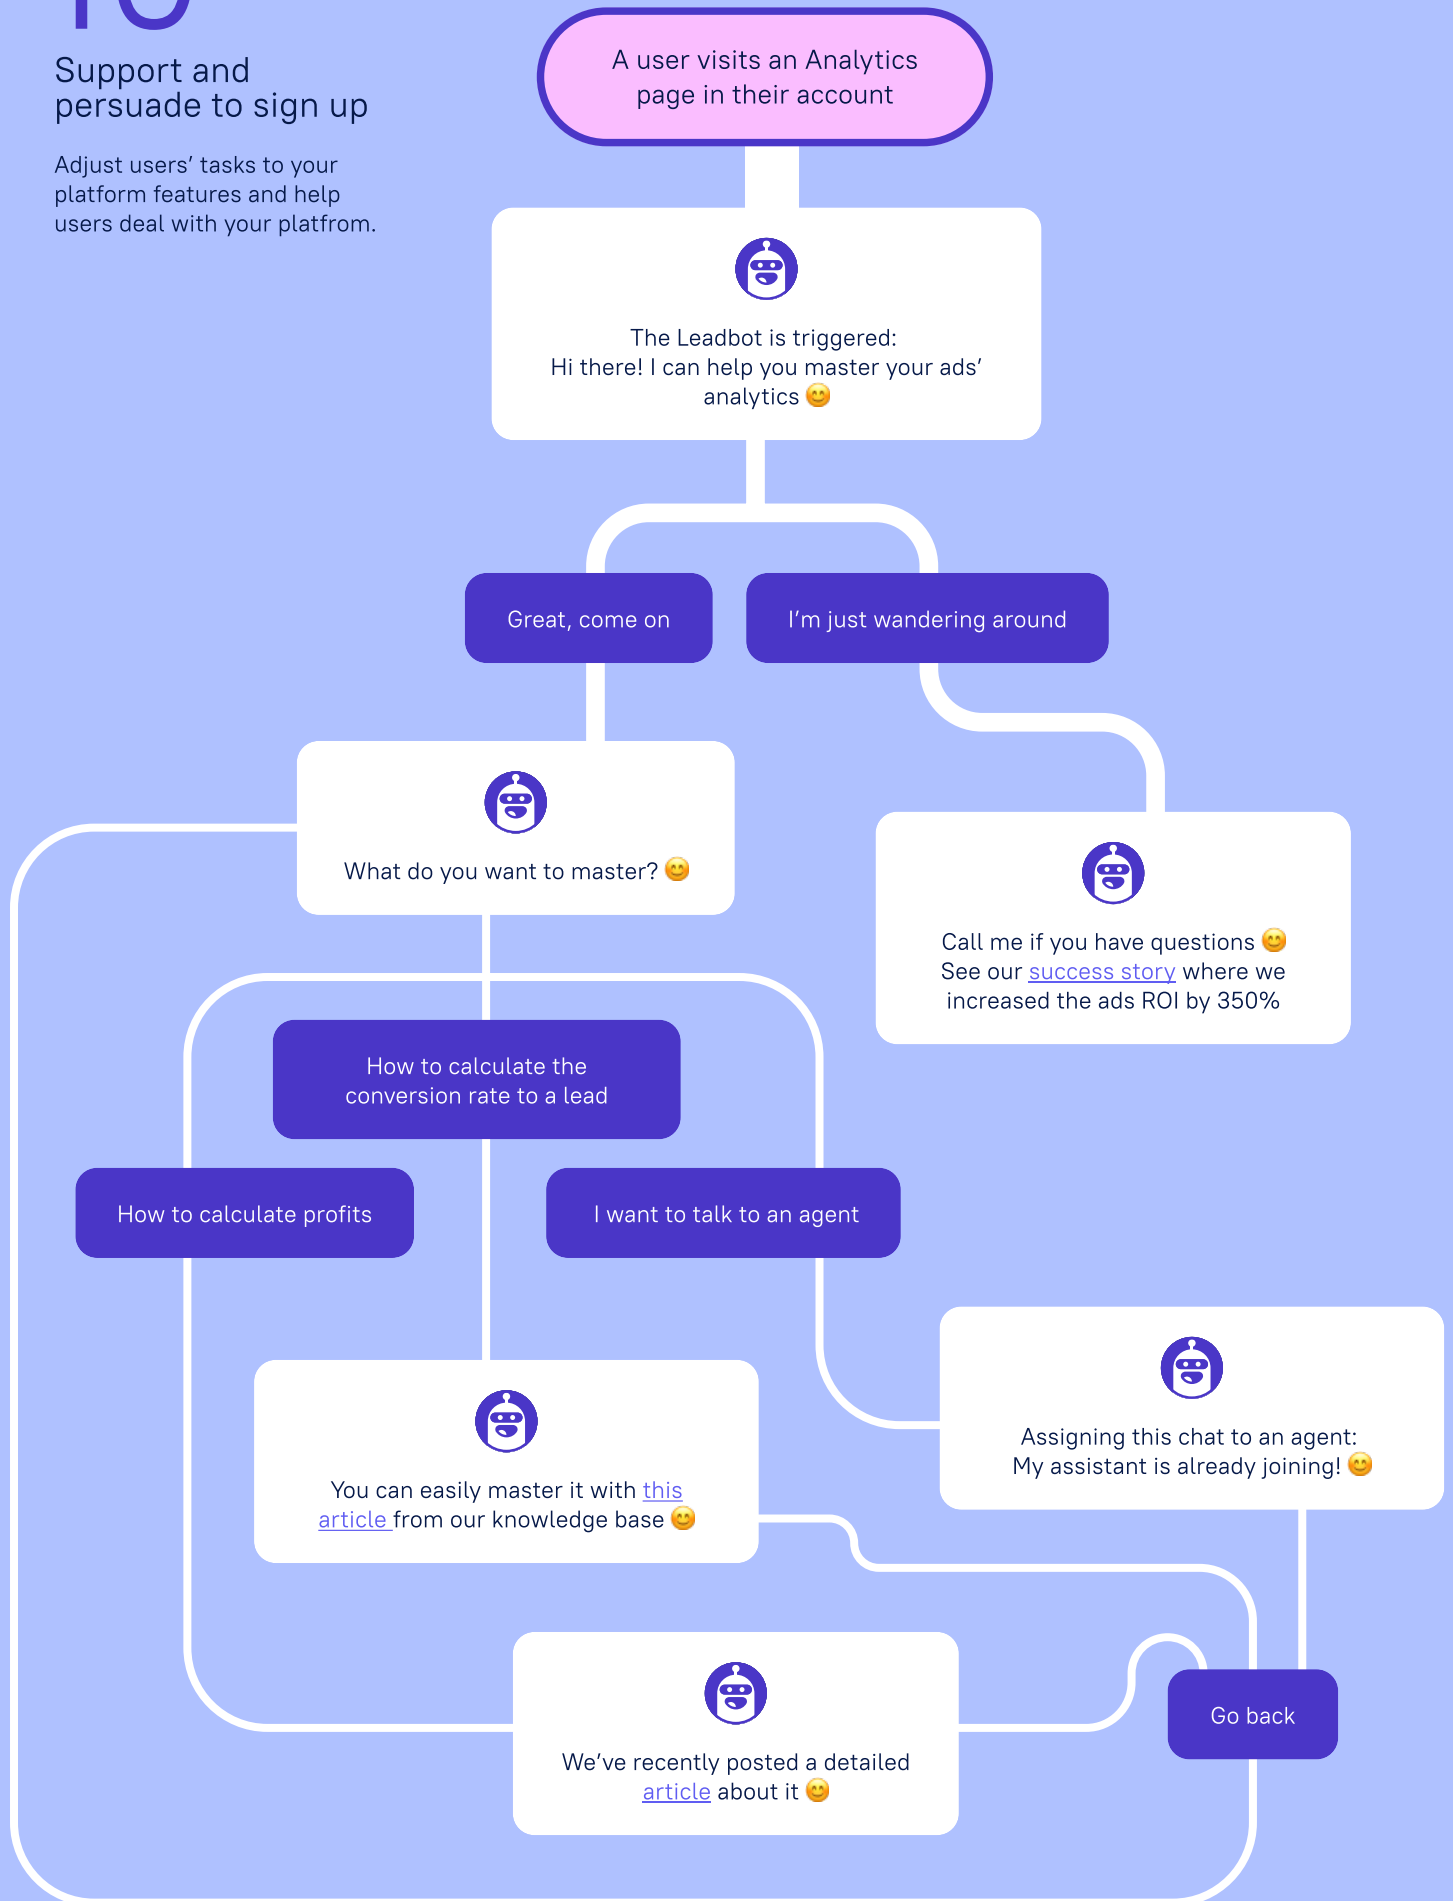 Support and
persuade to sign up
Adjust users’ tasks to your
platform features and help
users deal with your platfrom.
A user visits an Analytics
page in their account
The Leadbot is triggered:
Hi there! I can help you master your ads’
analytics 😊
Great, come on
I’m just wandering around
What do you want to master? 😊
Call me if you have questions 😊
See our success story where we
increased the ads ROI by 350%
How to calculate the
conversion rate to a lead
How to calculate profits
I want to talk to an agent
Assigning this chat to an agent:
My assistant is already joining! 😊
You can easily master it with this
article from our knowledge base 😊
We’ve recently posted a detailed
article about it 😊
Go back